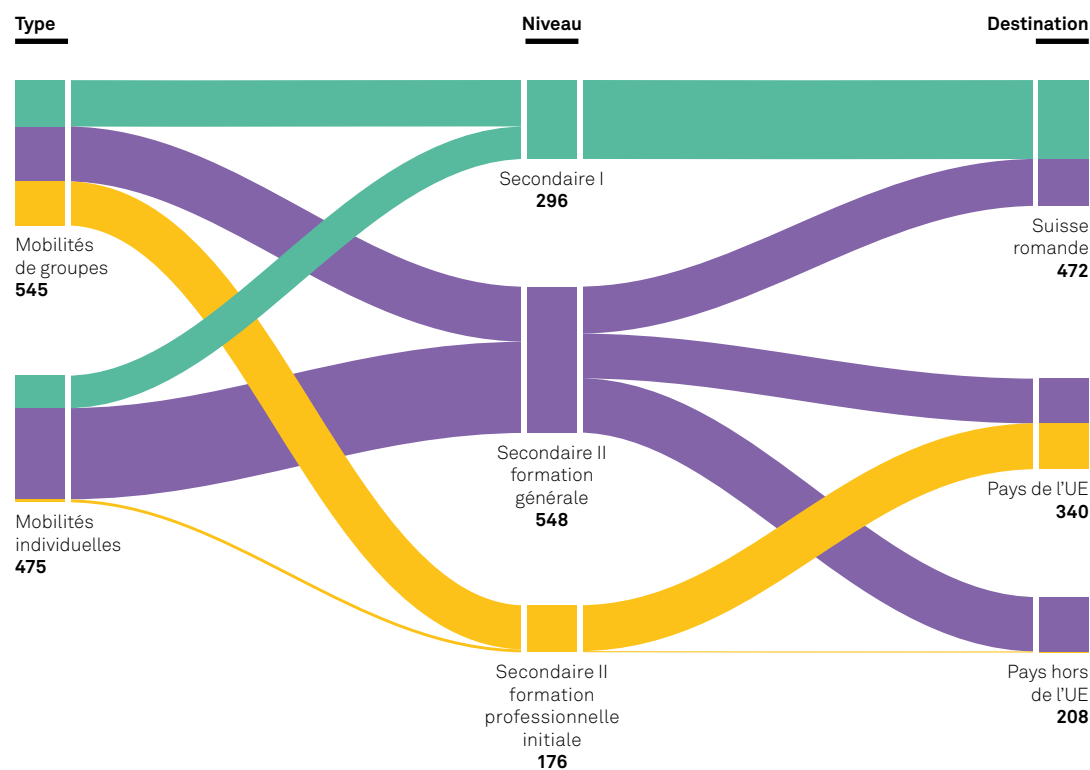 Type
Niveau
Destination
Mobilités
de groupes
545
Mobilités
individuelles
475
Secondaire I
296
Secondaire II
formation
générale
548
Secondaire II
formation
professionnelle
initiale
176
Suisse
romande
472
Pays de l’UE
340
Pays hors
de l’UE
208